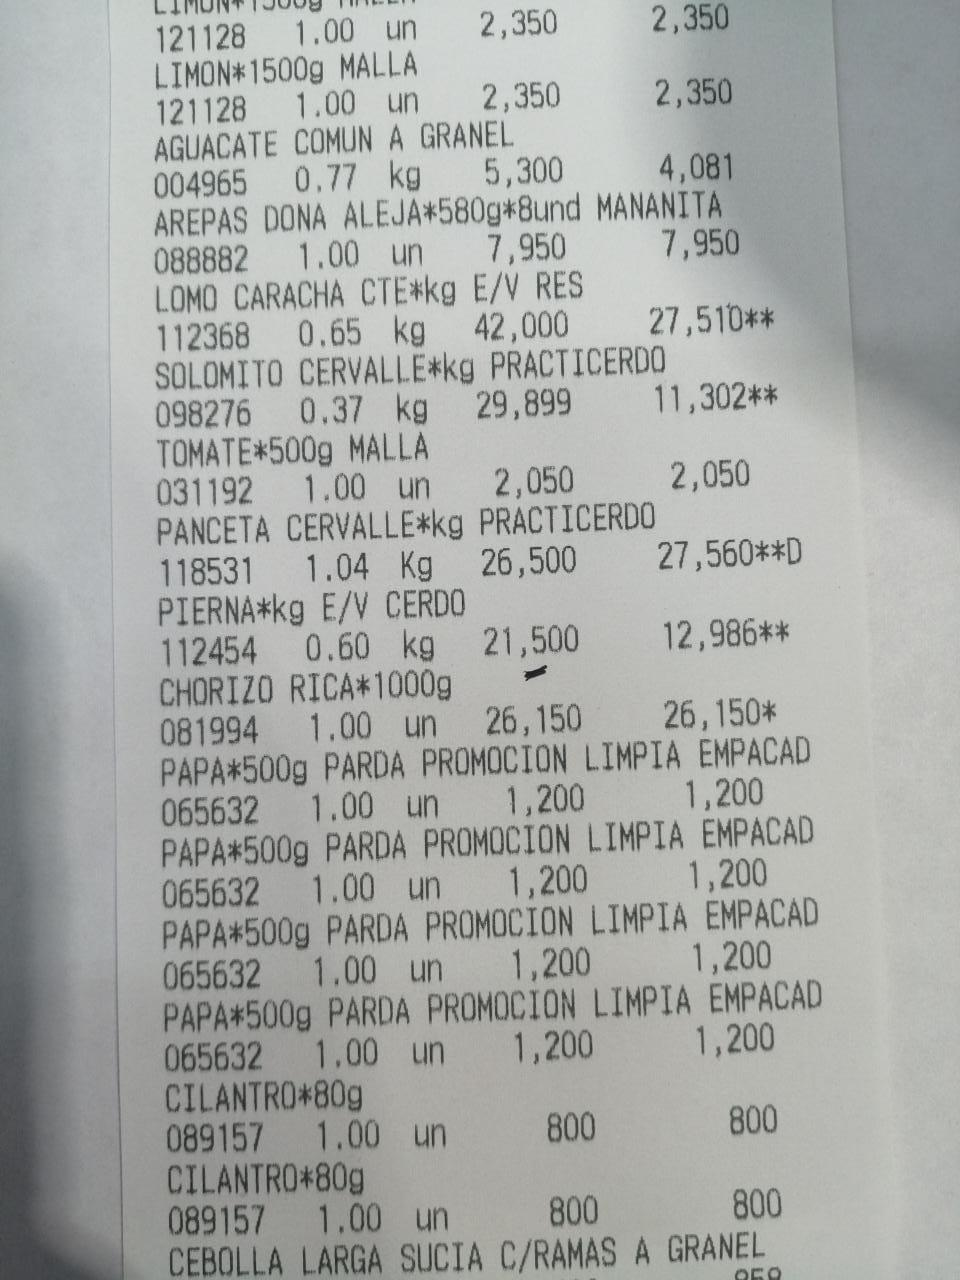 LIMON*1500g MALLA
121128 1.00 un 2,350 2,350
LIMON*1500g MALLA
121128 1.00 un 2,350 2,350
AGUACATE COMUN A GRANEL
004965 0.77 kg 5,300 4,081
AREPAS DONA ALEJA*580g*8und MANANITA
088882 1.00 un 7,950 7,950
LOMO CARACHA CTE*kg E/V RES
112368 0.65 kg 42,000 27,510**
SOLOMITO CERVALLE*kg PRACTICERDO
098276 0.37 kg 29,899 11,302**
TOMATE*500g MALLA
031192 1.00 un 2,050 2,050
PANCETA CERVALLE*kg PRACTICERDO
118531 1.04 Kg 26,500 27,560**D
PIERNA*kg E/V CERDO
112454 0.60 kg 21,500 12,986**
CHORIZO RICA*1000g
081994 1.00 un 26,150 26,150*
PAPA*500g PARDA PROMOCION LIMPIA EMPACAD
065632 1.00 un 1,200 1,200
PAPA*500g PARDA PROMOCION LIMPIA EMPACAD
065632 1.00 un 1,200 1,200
PAPA*500g PARDA PROMOCION LIMPIA EMPACAD
065632 1.00 un 1,200 1,200
PAPA*500g PARDA PROMOCION LIMPIA EMPACAD
065632 1.00 un 1,200 1,200
CILANTRO*80g
089157 1.00 un 800 800
CILANTRO*80g
089157 1.00 un 800 800
CEBOLLA LARGA SUCIA C/RAMAS A GRANEL